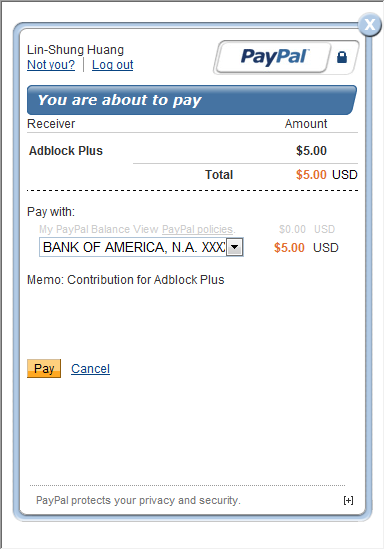 X
Lin-Shung Huang
Not you? Log out
PayPal
You are about to pay
Receiver Amount
Adblock Plus $5.00
Total $5.00 USD
Pay with:
My PayPal Balance View PayPal policies. $0.00 USD
BANK OF AMERICA, N.A. XXX $5.00 USD
Memo: Contribution for Adblock Plus
Pay Cancel
PayPal protects your privacy and security. [+]